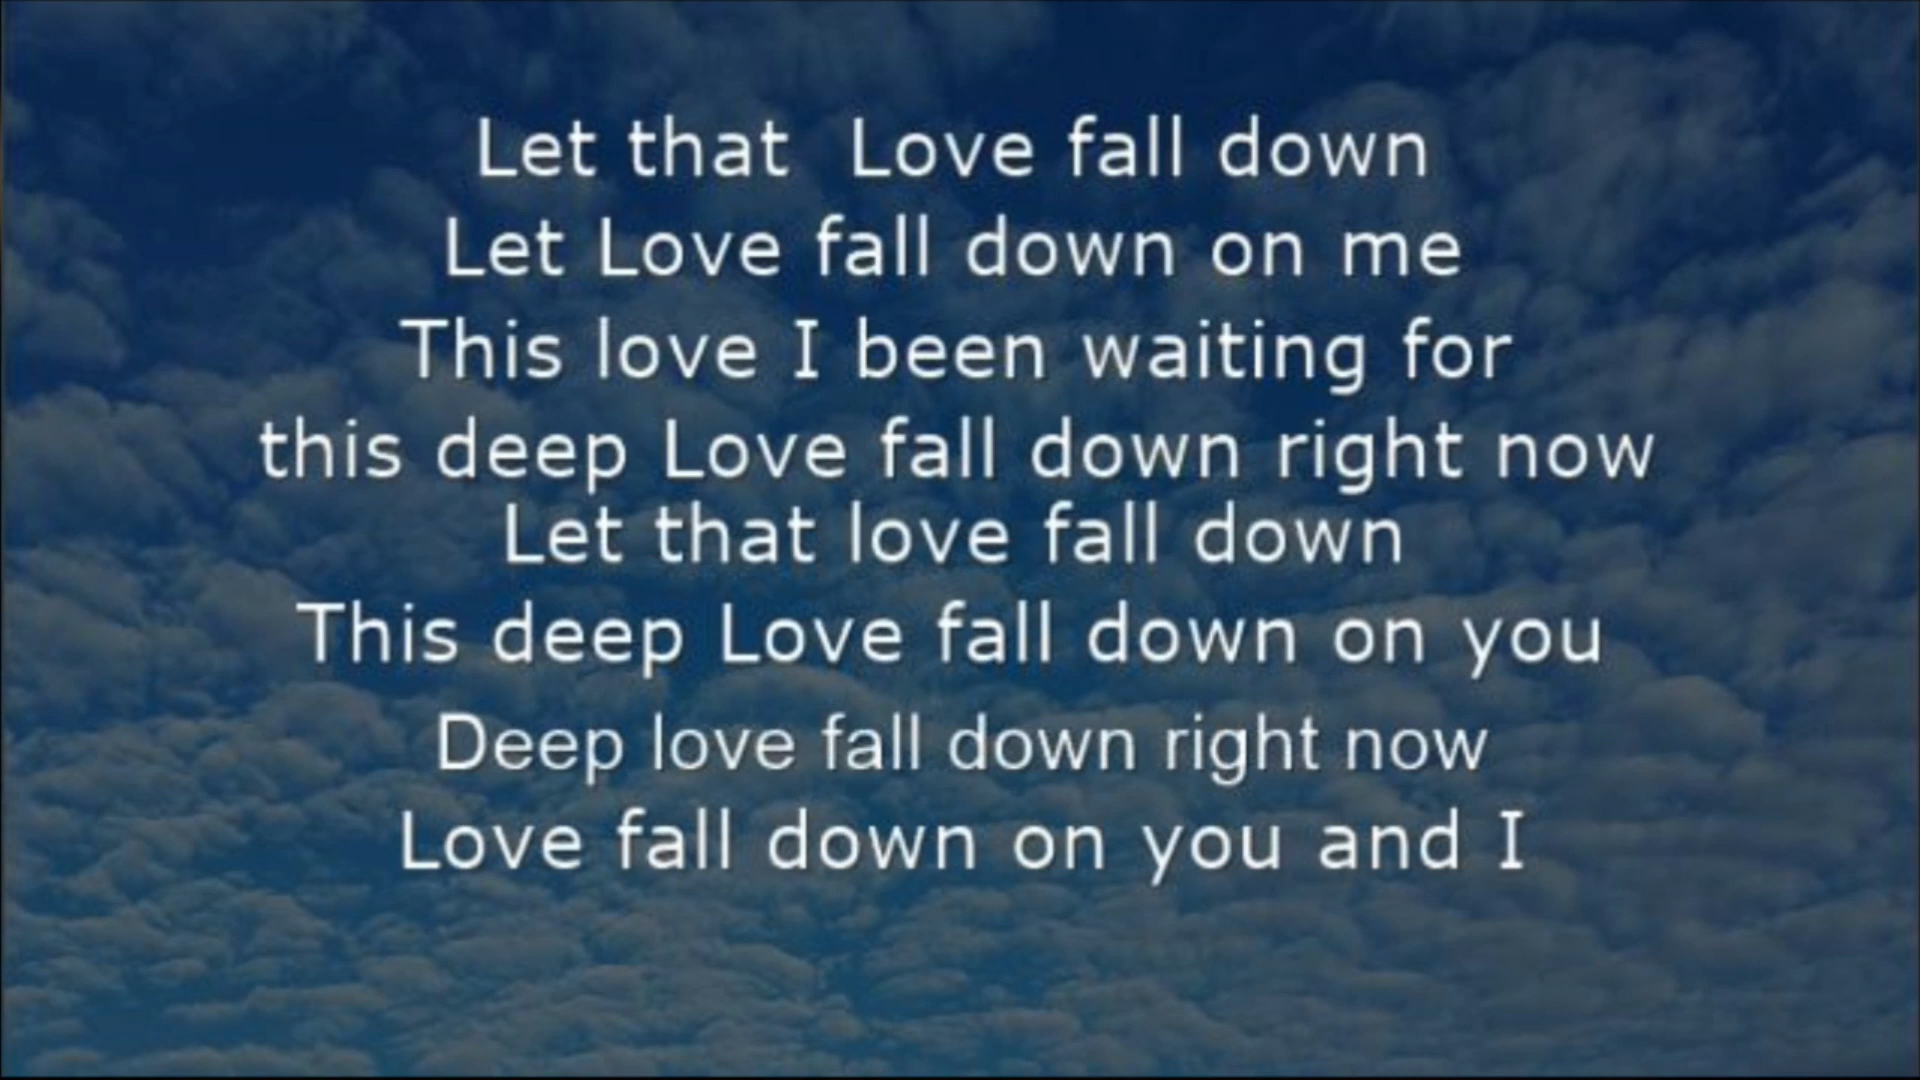 Let that  Love fall down
Let Love fall down on me
This love I been waiting for
this deep Love fall down right now
Let that love fall down
This deep Love fall down on you
Deep love fall down right now
Love fall down on you and I